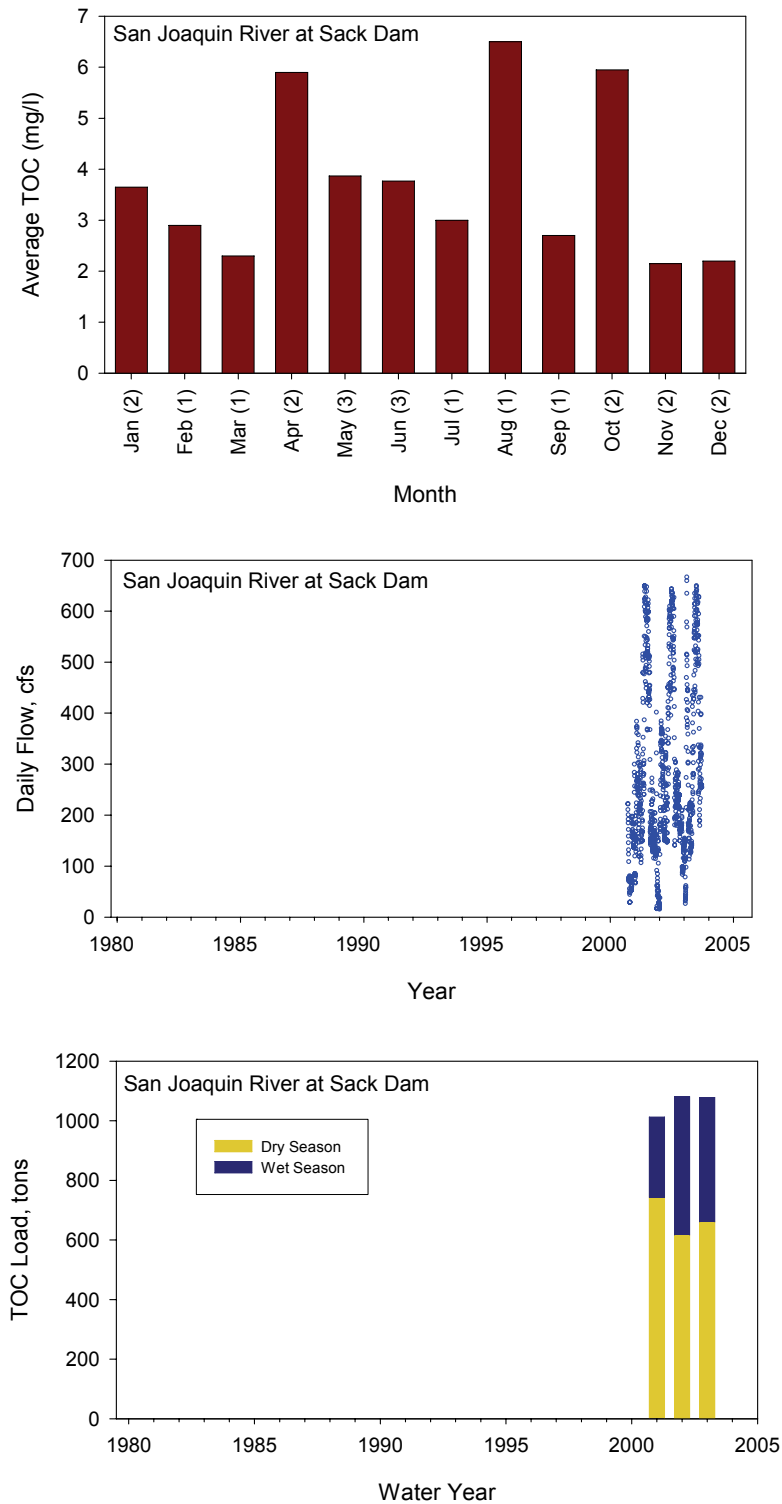 San Joaquin River at Sack Dam
7
6
5
4
3
2
1
0
Average TOC (mg/l)
Jan (2)
Feb (1)
Mar (1)
Apr (2)
May (3)
Jun (3)
Jul (1)
Aug (1)
Sep (1)
Oct (2)
Nov (2)
Dec (2)
Month
San Joaquin River at Sack Dam
700
600
500
400
300
200
100
0
Daily Flow, cfs
1980
1985
1990
1995
2000
2005
Year
San Joaquin River at Sack Dam
1200
1000
800
600
400
200
0
TOC Load, tons
Dry Season
Wet Season
1980
1985
1990
1995
2000
2005
Water Year